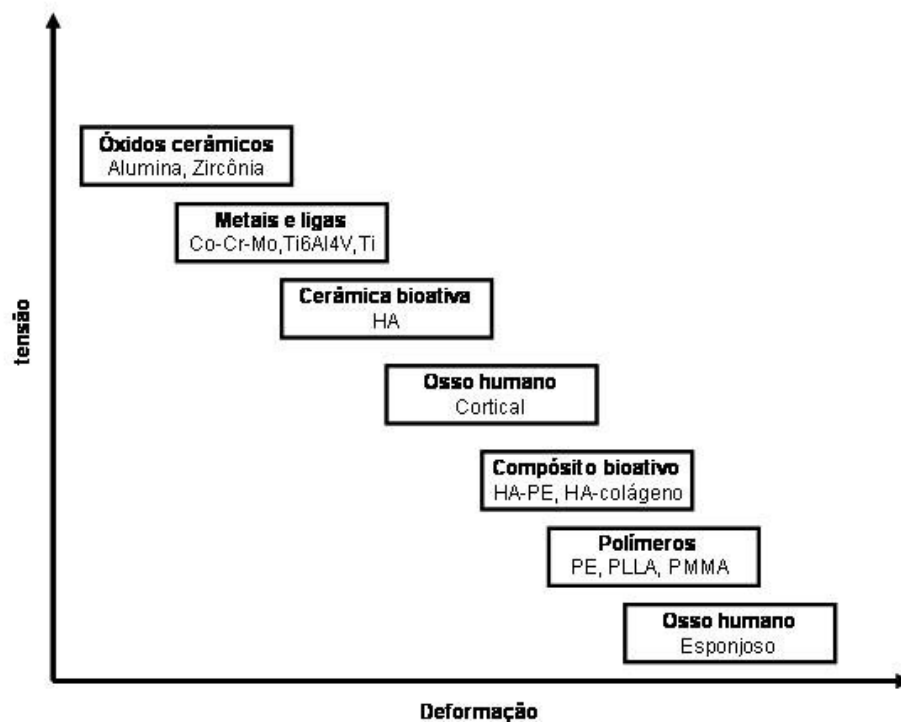 Óxidos cerâmicos
Alumina, Zircônia
Metais e ligas
Co-Cr-Mo,Ti6Al4V,Ti
Cerâmica bioativa
HA
Osso humano
Cortical
Compósito bioativo
HA-PE, HA-colágeno
Polímeros
PE, PLLA, PMMA
Osso humano
Esponjoso
tensão
Deformação